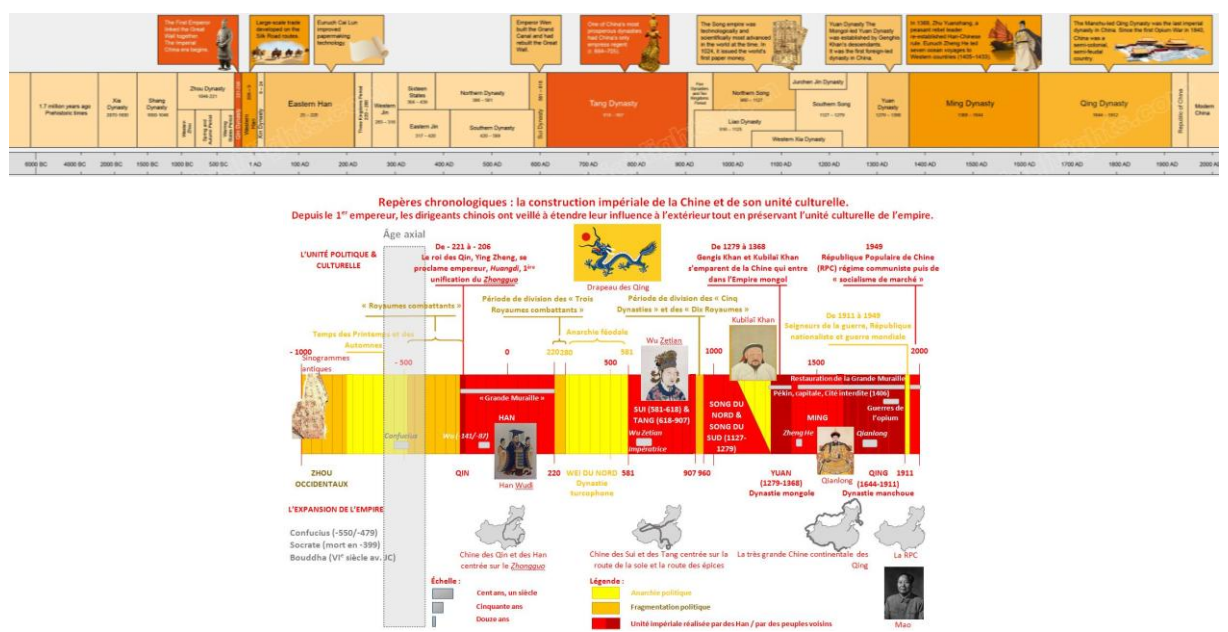 The First Emperor
linked the Great
Wall together.
The Imperial
China era begins.
Large-scale trade
developed on the
Silk Road routes.
Eunuch Cai Lun
improved
papermaking
technology.
Emperor Wen
built the Grand
Canal and had
rebuilt the Great
Wall.
One of China's most
prosperous dynasties
had China's only
empress regent
The Song empire was
technologically and
scientifically most advanced
in the world at the time. In
1024, it issued the world's
first paper money.
Yuan Dynasty The
Mongol-led Yuan Dynasty
was established by Genghis
Khan's descendants. It
was the first foreign-led
dynasty in China.
In 1368, Zhu Yuanzhang, a
peasant rebel leader
re-established Han-Chinese
rule. Eunuch Zheng He led
seven ocean voyages to
Western countries (1405–1433).
The Manchu-led Qing Dynasty was the last imperial
dynasty in China. Since the first Opium War in 1840,
China was a
semi-colonial,
semi-feudal
country.
1.7 million years ago
Prehistoric times
Xia
Dynasty
Shang
Dynasty
Zhou Dynasty
Western
Zhou
Spring and
Autumn Period
Warring
States Period
Western
Han
Xin Dynasty
Eastern Han
Three Kingdoms Period
Western
Jin
Sixteen
States
Eastern Jin
Northern Dynasty
Southern Dynasty
Sui Dynasty
Tang Dynasty
Five
Dynasties and Ten
Kingdoms
Period
Northern Song
Liao Dynasty
Jurchen Jin Dynasty
Southern Song
Western Xia Dynasty
Yuan
Dynasty
Ming Dynasty
Qing Dynasty
Republic of China
Modern
China
6000 BC 4000 BC 2000 BC 1500 BC 1000 BC 500 BC 1 AD 100 AD 200 AD 300 AD 400 AD 500 AD 600 AD 700 AD 800 AD 900 AD 1000 AD 1100 AD 1200 AD 1300 AD 1400 AD 1500 AD 1600 AD 1700 AD 1800 AD 1900 AD 2000 AD
Repères chronologiques : la construction impériale de la Chine et de son unité culturelle.
Depuis le 1er empereur, les dirigeants chinois ont veillé à étendre leur influence à l'extérieur tout en préservant l'unité culturelle de l'empire.
Âge axial
L'UNITÉ POLITIQUE &
CULTURELLE
De - 221 à - 206
Le roi des Qin, Ying Zheng, se
proclame empereur, Huangdi, 1ère
unification du Zhongguo
Drapeau des Qing
De 1279 à 1368
Gengis Khan et Kubilaï Khan
s'emparent de la Chine qui entre
dans l'Empire mongol
1949
République Populaire de Chine
(RPC) régime communiste puis de
« socialisme de marché »
« Royaumes combattants »
Période de division des « Trois
Royaumes combattants »
Période de division des « Cinq
Dynasties » et des « Dix Royaumes »
Kubilaï Khan
De 1911 à 1949
Seigneurs de la guerre, République
nationaliste et guerre mondiale
Temps des Printemps et des
Automnes
Anarchie féodale
Wu Zetian
- 1000
- 500
0
220
280
500
581
1000
1500
2000
Sinogrammes
antiques
« Grande Muraille »
Restauration de la Grande Muraille
Pékin, capitale, Cité interdite (1406)
Guerres de
l'opium
HAN
SUI (581-618) &
TANG (618-907)
SONG DU
NORD &
SONG DU
SUD (1127-
1279)
MING
Confucius
Wu (-141/-87)
Wu Zetian
Impératrice
Zheng He
Qianlong
ZHOU
OCCIDENTAUX
QIN
Han Wudi
220
WEI DU NORD
Dynastie
turcophone
581
907 960
YUAN
(1279-1368)
Dynastie mongole
Qianlong
QING
(1644-1911)
Dynastie mandchoue
1911
L'EXPANSION DE L'EMPIRE
Confucius (-550/-479)
Socrate (mort en -399)
Bouddha (VIe siècle av. JC)
Chine des Qin et des Han
centrée sur le Zhongguo
Chine des Sui et des Tang centrée sur la
route de la soie et la route des épices
La très grande Chine continentale des
Qing
La RPC
Échelle :
Cent ans, un siècle
Cinquante ans
Douze ans
Légende :
Anarchie politique
Fragmentation politique
Unité impériale réalisée par des Han / par des peuples voisins
Mao